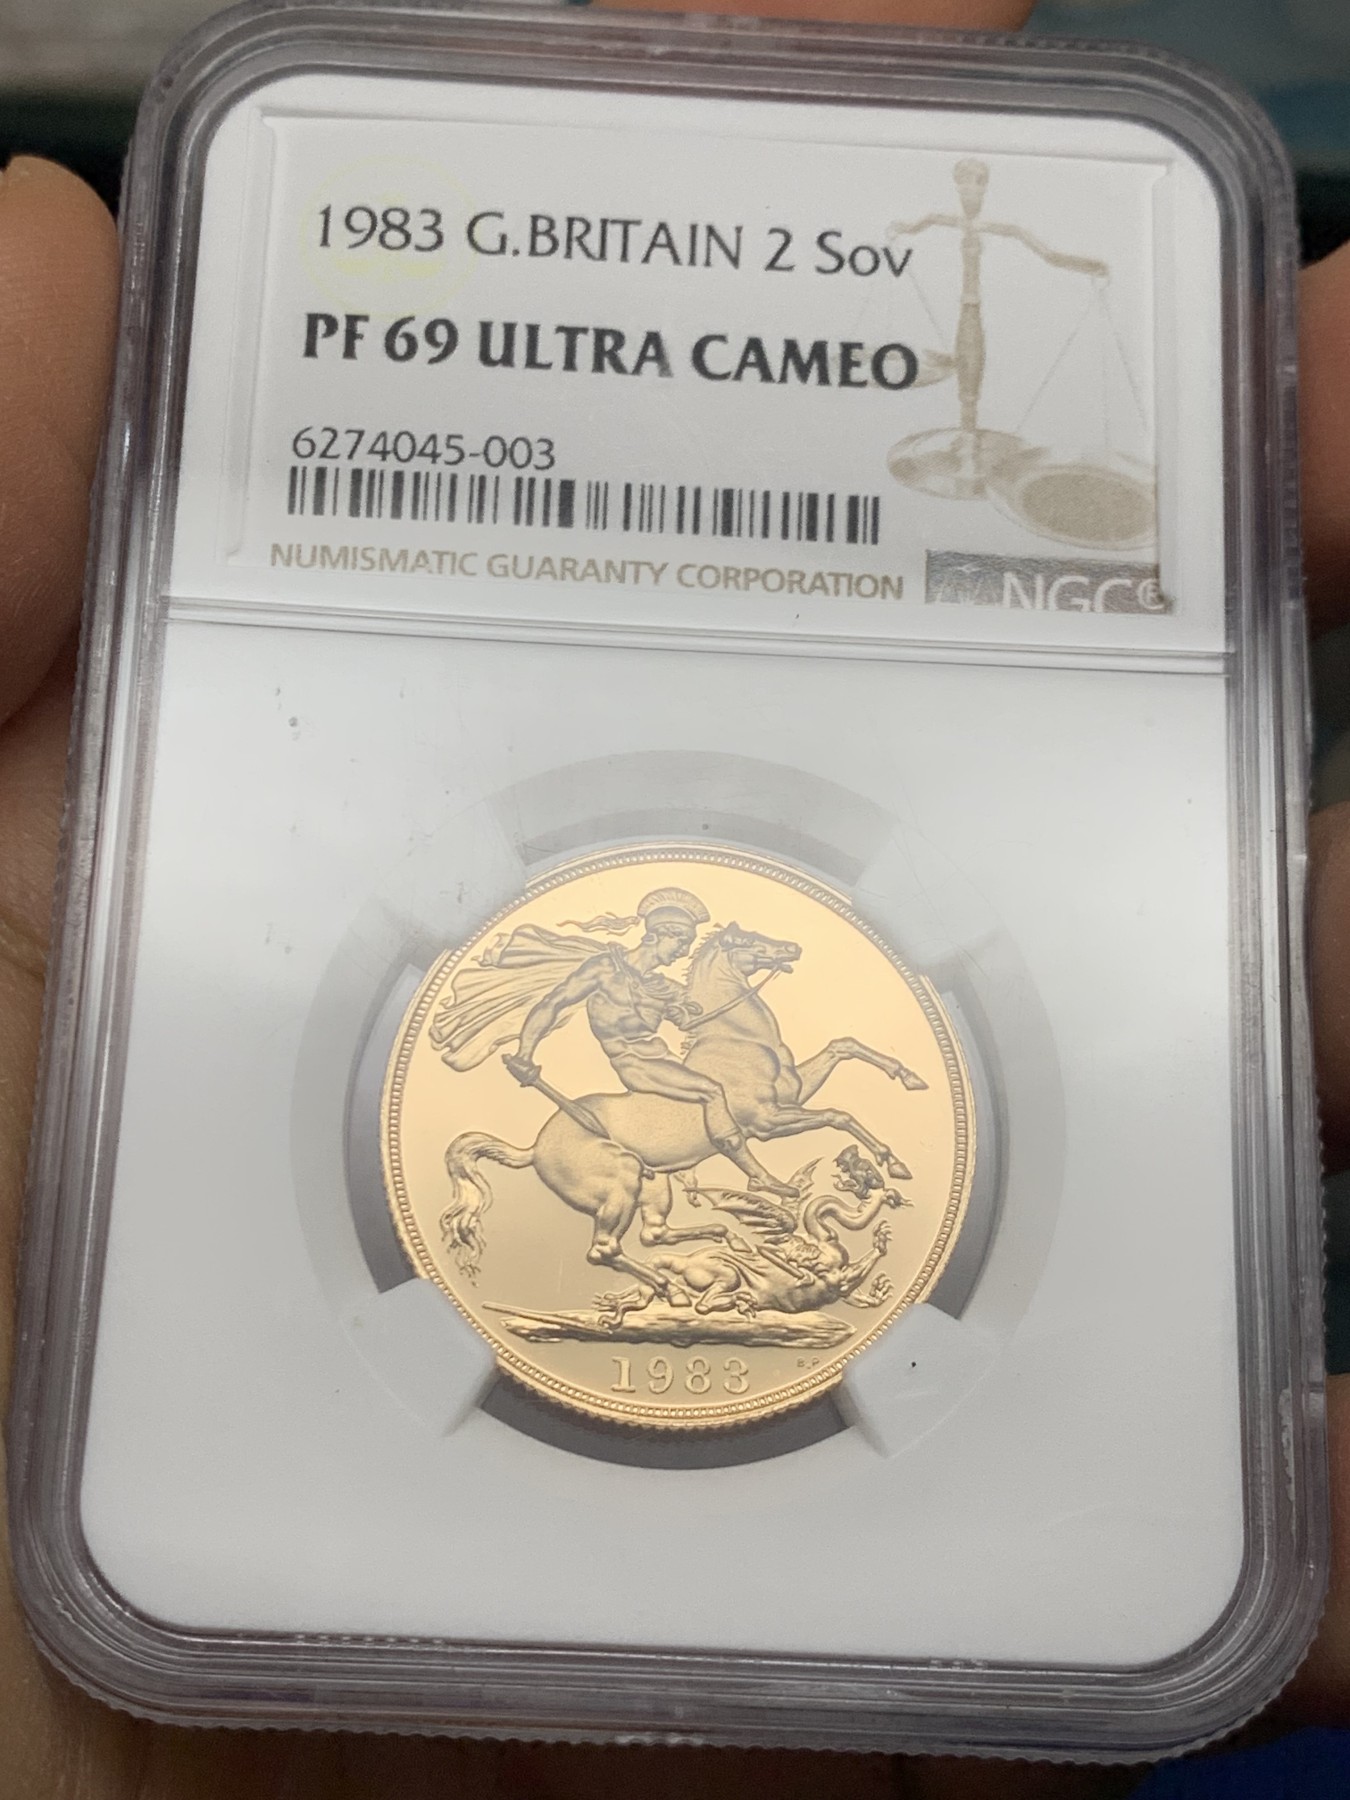 1983 G.BRITAIN 2 Sov
PF 69 ULTRA CAMEO
6274045-003
NUMISMATIC GUARANTY CORPORATION
NGC®
1983
B.P